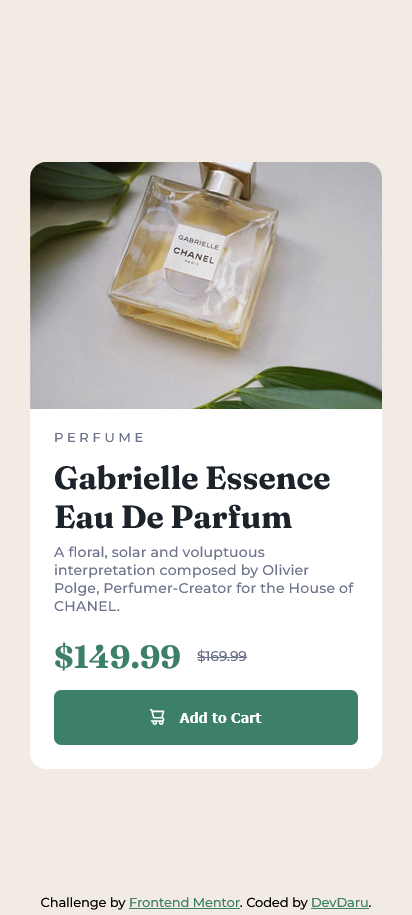 GABRIELLE
CHANEL
PARIS
PERFUME
Gabrielle Essence
Eau De Parfum
A floral, solar and voluptuous
interpretation composed by Olivier
Polge, Perfumer-Creator for the House of
CHANEL.
$149.99 $169.99
Add to Cart
Challenge by Frontend Mentor. Coded by DevDaru.